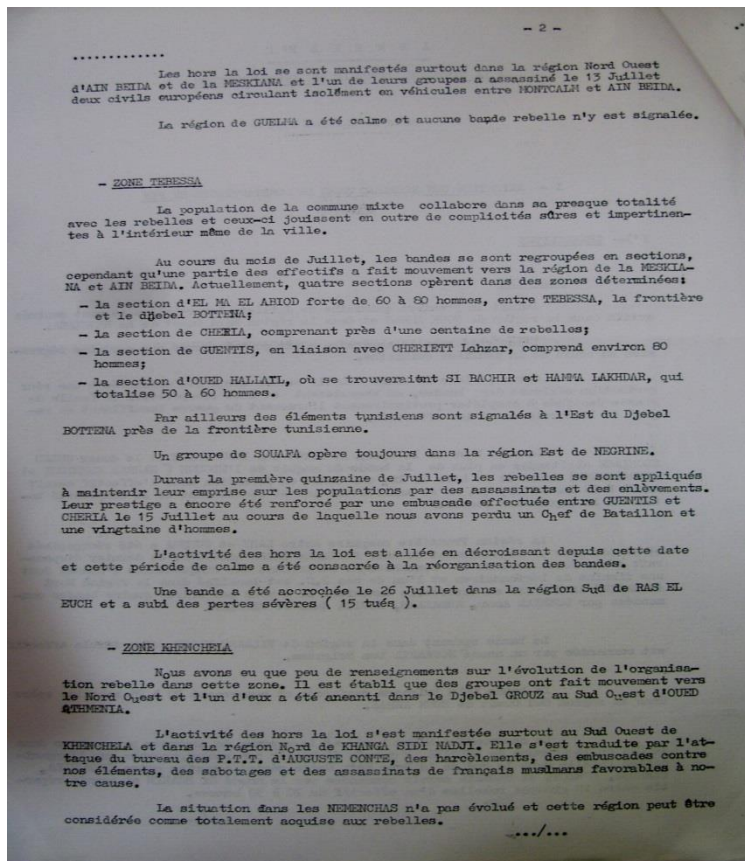 - 2 -
.............
Les hors la loi se sont manifestés surtout dans la région Nord Ouest
d'AIN BEIDA et de la MESKIANA et l'un de leurs groupes a assassiné le 13 Juillet
deux civils européens circulant isolément en véhicules entre MONTCALM et AIN BEIDA.
La région de GUELMA a été calme et aucune bande rebelle n'y est signalée.
- ZONE TEBESSA
La population de la commune mixte collabore dans sa presque totalité
avec les rebelles et ceux-ci jouissent en outre de complicités sûres et impertinen-
tes à l'intérieur même de la ville.
Au cours du mois de Juillet, les bandes se sont regroupées en sections,
cependant qu'une partie des effectifs a fait mouvement vers la région de la MESKIA-
NA et AIN BEIDA. Actuellement, quatre sections opèrent dans des zones déterminées:
- la section d'EL MA EL ABIOD forte de 60 à 80 hommes, entre TEBESSA, la frontière
et le djebel BOTTENA;
- la section de CHERIA, comprenant près d'une centaine de rebelles;
- la section de GUENTIS, en liaison avec CHERIETT Lahzar, comprend environ 80
hommes;
- la section d'OUED HALLAIL, où se trouveraient SI BACHIR et HAMMA LAKHDAR, qui
totalise 50 à 60 hommes.
Par ailleurs des éléments tunisiens sont signalés à l'Est du Djebel
BOTTENA près de la frontière tunisienne.
Un groupe de SOUAFA opère toujours dans la région Est de NEGRINE.
Durant la première quinzaine de Juillet, les rebelles se sont appliqués
à maintenir leur emprise sur les populations par des assassinats et des enlèvements.
Leur prestige a encore été renforcé par une embuscade effectuée entre GUENTIS et
CHERIA le 15 Juillet au cours de laquelle nous avons perdu un Chef de Bataillon et
une vingtaine d'hommes.
L'activité des hors la loi est allée en décroissant depuis cette date
et cette période de calme a été consacrée à la réorganisation des bandes.
Une bande a été accrochée le 26 Juillet dans la région Sud de RAS EL
EUCH et a subi des pertes sévères ( 15 tués ).
- ZONE KHENCHELA
Nous avons eu que peu de renseignements sur l'évolution de l'organisa-
tion rebelle dans cette zone. Il est établi que des groupes ont fait mouvement vers
le Nord Ouest et l'un d'eux a été aneanti dans le Djebel GROUZ au Sud Ouest d'OUED
ATHMENIA.
L'activité des hors la loi s'est manifestée surtout au Sud Ouest de
KHENCHELA et dans la région Nord de KHANGA SIDI NADJI. Elle s'est traduite par l'at-
taque du bureau des P.T.T. d'AUGUSTE CONTE, des harcèlements, des embuscades contre
nos éléments, des sabotages et des assassinats de français muslmans favorables à no-
tre cause.
La situation dans les NEMENCHAS n'a pas évolué et cette région peut être
considérée comme totalement acquise aux rebelles.
.../...